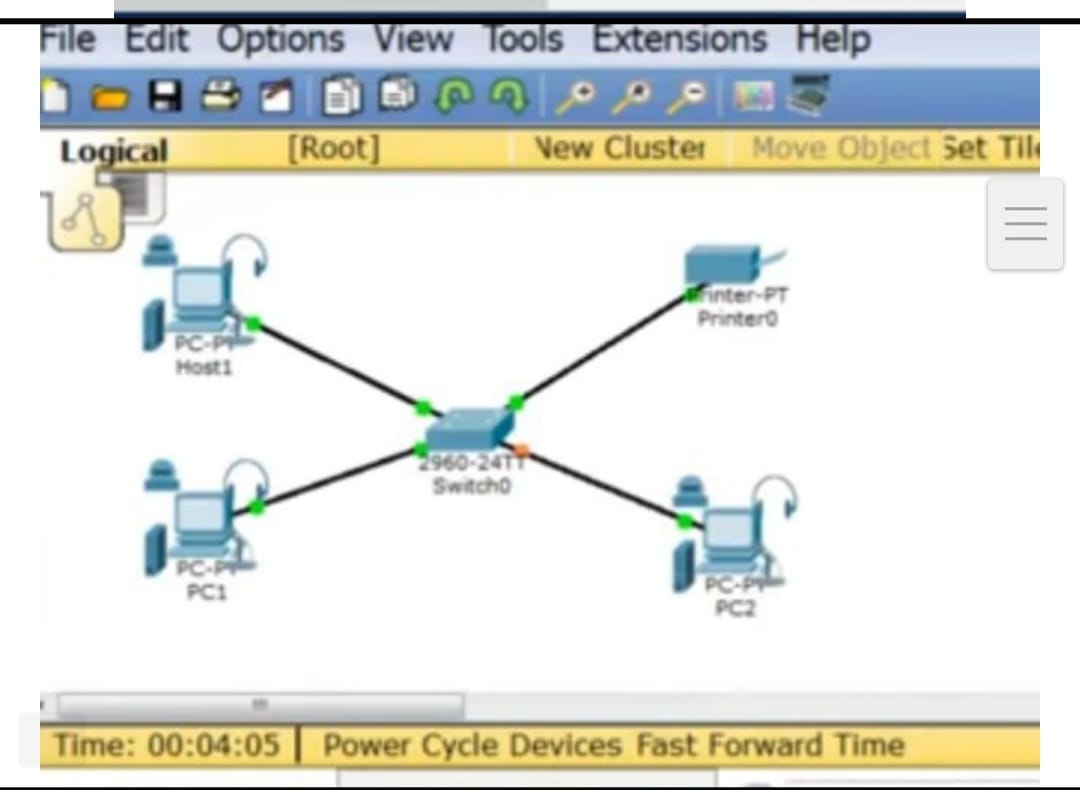 File Edit Options View Tools Extensions Help
Logical [Root] New Cluster Move Object Set Til
Printer-PT
Printer0
PC-PT
Host1
2960-24TT
Switch0
PC-PT
PC1
PC-PT
PC2
Time: 00:04:05 Power Cycle Devices Fast Forward Time